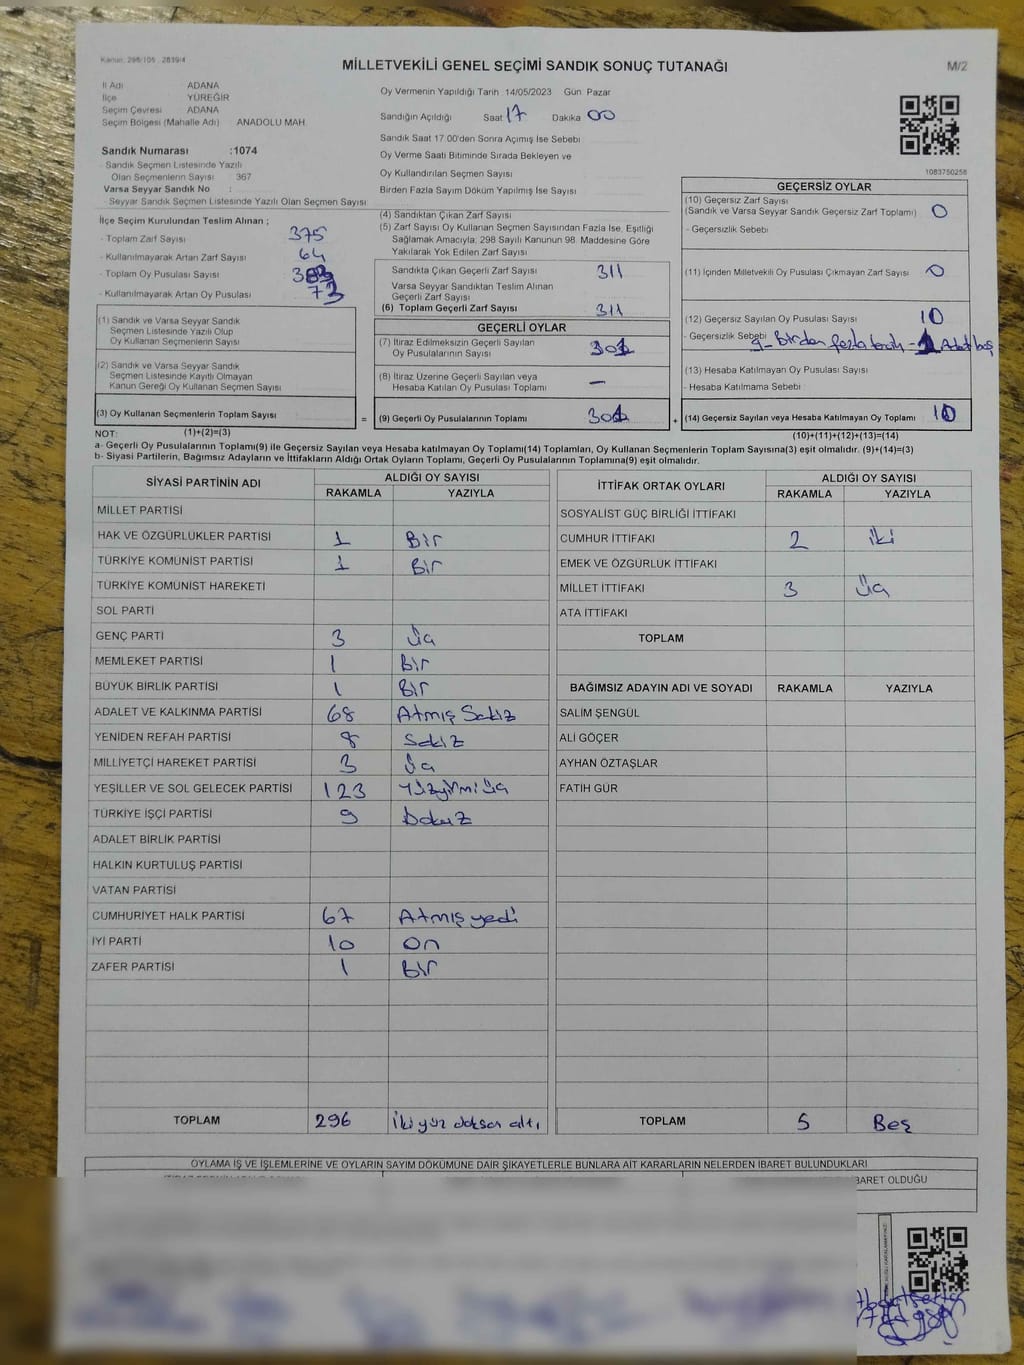 Kanun: 298/105 , 2839/4
MİLLETVEKİLİ GENEL SEÇİMİ SANDIK SONUÇ TUTANAĞI
M/2
İl Adı ADANA
İlçe YÜREĞİR
Seçim Çevresi ADANA
Seçim Bölgesi (Mahalle Adı) ANADOLU MAH.
Oy Vermenin Yapıldığı Tarih 14/05/2023 Gün: Pazar
Sandığın Açıldığı Saat 17 Dakika 00
Sandık Saat 17:00'den Sonra Açımış İse Sebebi
Oy Verme Saati Bitiminde Sırada Bekleyen ve
Oy Kullandırılan Seçmen Sayısı
Birden Fazla Sayım Döküm Yapılmış İse Sayısı
1083750258
Sandık Numarası :1074
- Sandık Seçmen Listesinde Yazılı
Olan Seçmenlerin Sayısı : 367
Varsa Seyyar Sandık No :
- Seyyar Sandık Seçmen Listesinde Yazılı Olan Seçmen Sayısı
İlçe Seçim Kurulundan Teslim Alınan ;
- Toplam Zarf Sayısı 375
- Kullanılmayarak Artan Zarf Sayısı 64
- Toplam Oy Pusulası Sayısı
- Kullanılmayarak Artan Oy Pusulası 73
(1) Sandık ve Varsa Seyyar Sandık
Seçmen Listesinde Yazılı Olup
Oy Kullanan Seçmenlerin Sayısı
(2) Sandık ve Varsa Seyyar Sandık
Seçmen Listesinde Kayıtlı Olmayan
Kanun Gereği Oy Kullanan Seçmen Sayısı
(3) Oy Kullanan Seçmenlerin Toplam Sayısı =
(4) Sandıktan Çıkan Zarf Sayısı
(5) Zarf Sayısı Oy Kullanan Seçmen Sayısından Fazla İse, Eşitliği
Sağlamak Amacıyla; 298 Sayılı Kanunun 98. Maddesine Göre
Yakılarak Yok Edilen Zarf Sayısı
Sandıkta Çıkan Geçerli Zarf Sayısı 311
Varsa Seyyar Sandıktan Teslim Alınan
Geçerli Zarf Sayısı
(6) Toplam Geçerli Zarf Sayısı 311
GEÇERLİ OYLAR
(7) İtiraz Edilmeksizin Geçerli Sayılan
Oy Pusulalarının Sayısı 301
(8) İtiraz Üzerine Geçerli Sayılan veya
Hesaba Katılan Oy Pusulası Toplamı —
(9) Geçerli Oy Pusulalarının Toplamı 301 +
GEÇERSİZ OYLAR
(10) Geçersiz Zarf Sayısı
(Sandık ve Varsa Seyyar Sandık Geçersiz Zarf Toplamı) 0
- Geçersizlik Sebebi
(11) İçinden Milletvekili Oy Pusulası Çıkmayan Zarf Sayısı 0
(12) Geçersiz Sayılan Oy Pusulası Sayısı 10
- Geçersizlik Sebebi 9- Birden fazla tercih - 1 Adet boş
(13) Hesaba Katılmayan Oy Pusulası Sayısı
- Hesaba Katılmama Sebebi
(14) Geçersiz Sayılan veya Hesaba Katılmayan Oy Toplamı 10
NOT: (1)+(2)=(3)
(10)+(11)+(12)+(13)=(14)
a- Geçerli Oy Pusulalarının Toplamı(9) ile Geçersiz Sayılan veya Hesaba katılmayan Oy Toplamı(14) Toplamları, Oy Kullanan Seçmenlerin Toplam Sayısına(3) eşit olmalıdır. (9)+(14)=(3)
b- Siyasi Partilerin, Bağımsız Adayların ve İttifakların Aldığı Ortak Oyların Toplamı, Geçerli Oy Pusulalarının Toplamına(9) eşit olmalıdır.
SİYASİ PARTİNİN ADI ALDIĞI OY SAYISI
RAKAMLA YAZIYLA
MİLLET PARTİSİ
HAK VE ÖZGÜRLÜKLER PARTİSİ 1 Bir
TÜRKİYE KOMÜNİST PARTİSİ 1 Bir
TÜRKİYE KOMÜNİST HAREKETİ
SOL PARTİ
GENÇ PARTİ 3 Üç
MEMLEKET PARTİSİ 1 Bir
BÜYÜK BİRLİK PARTİSİ 1 Bir
ADALET VE KALKINMA PARTİSİ 68 Atmış Sekiz
YENİDEN REFAH PARTİSİ 8 Sekiz
MİLLİYETÇİ HAREKET PARTİSİ 3 Üç
YEŞİLLER VE SOL GELECEK PARTİSİ 123 Yüzyirmi üç
TÜRKİYE İŞÇİ PARTİSİ 9 Dokuz
ADALET BİRLİK PARTİSİ
HALKIN KURTULUŞ PARTİSİ
VATAN PARTİSİ
CUMHURİYET HALK PARTİSİ 67 Atmış yedi
İYİ PARTİ 10 On
ZAFER PARTİSİ 1 Bir
TOPLAM 296 İki yüz doksan altı
İTTİFAK ORTAK OYLARI ALDIĞI OY SAYISI
RAKAMLA YAZIYLA
SOSYALİST GÜÇ BİRLİĞİ İTTİFAKI
CUMHUR İTTİFAKI 2 iki
EMEK VE ÖZGÜRLÜK İTTİFAKI
MİLLET İTTİFAKI 3 Üç
ATA İTTİFAKI
TOPLAM
BAĞIMSIZ ADAYIN ADI VE SOYADI RAKAMLA YAZIYLA
SALİM ŞENGÜL
ALİ GÖÇER
AYHAN ÖZTAŞLAR
FATİH GÜR
TOPLAM 5 Beş
OYLAMA İŞ VE İŞLEMLERİNE VE OYLARIN SAYIM DÖKÜMÜNE DAİR ŞİKAYETLERLE BUNLARA AİT KARARLARIN NELERDEN İBARET BULUNDUKLARI
BARET OLDUĞU